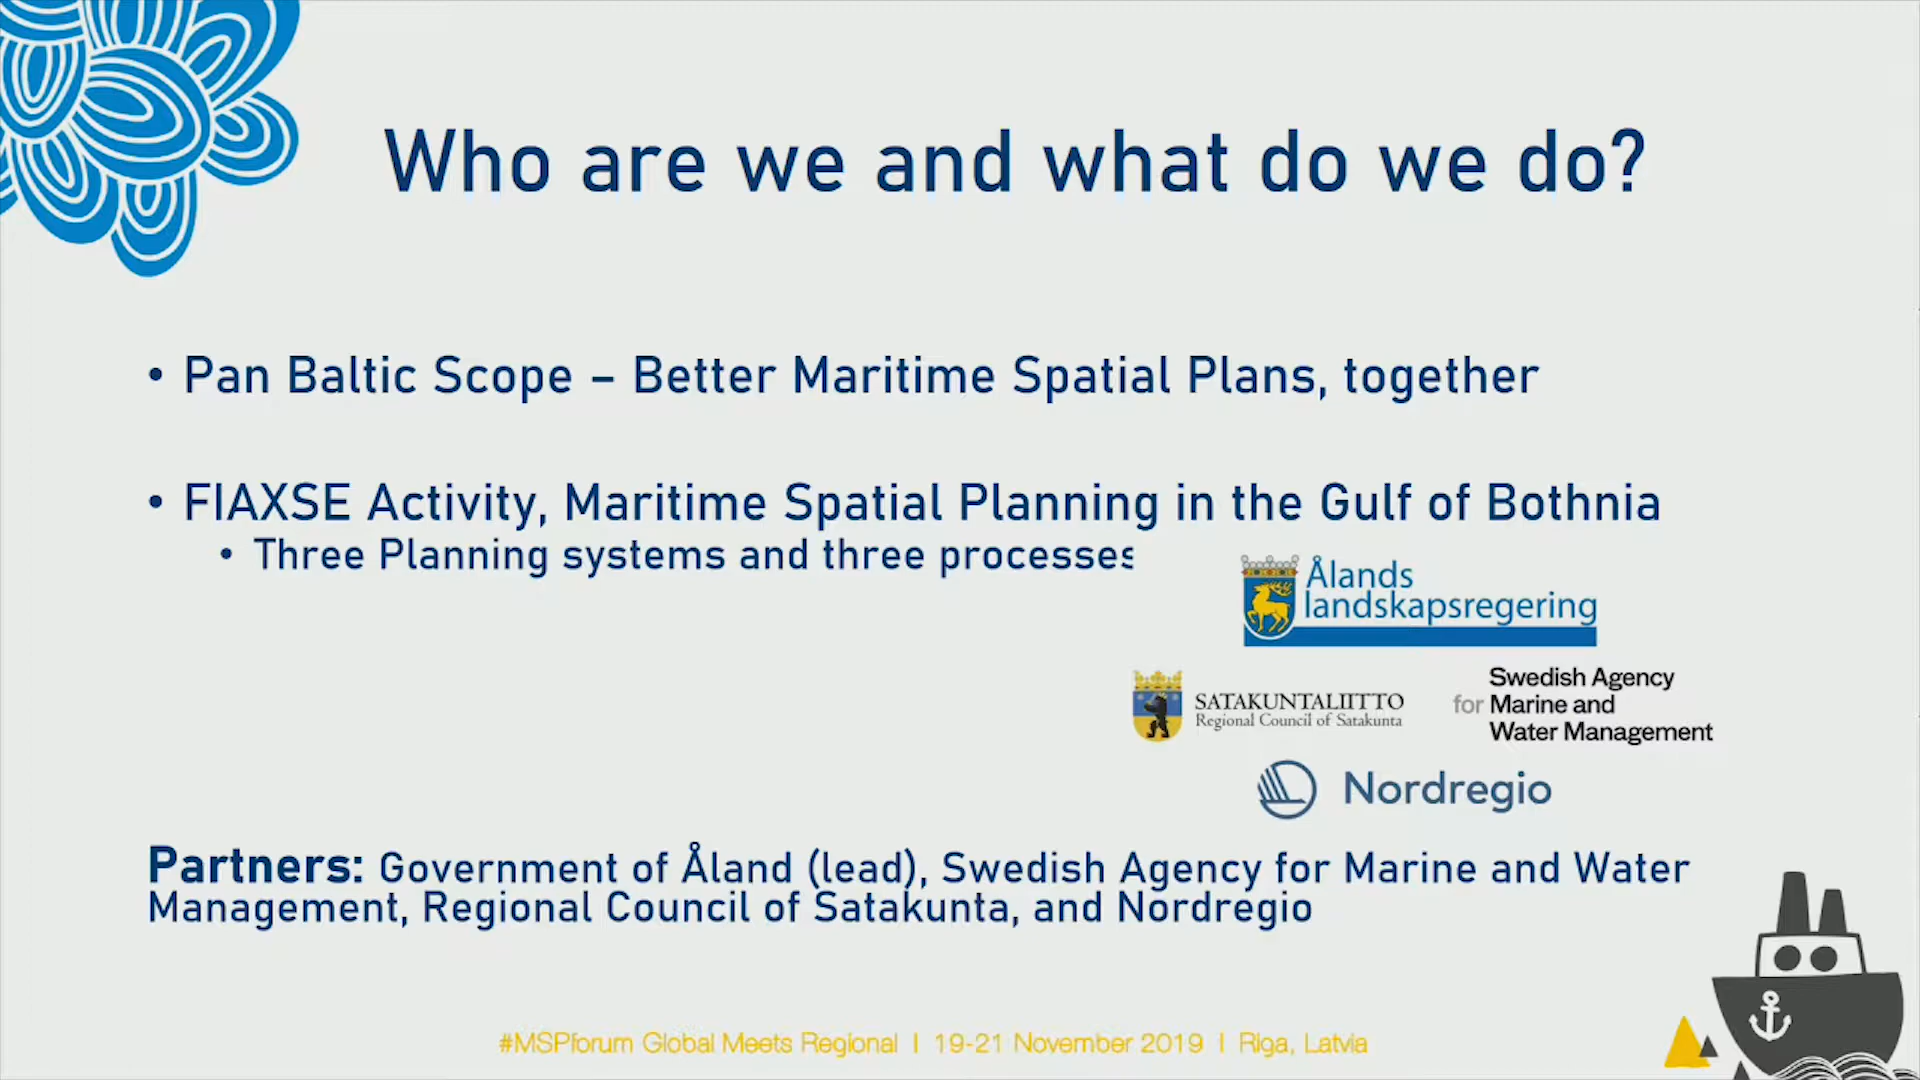 Who are we and what do we do?
• Pan Baltic Scope – Better Maritime Spatial Plans, together
• FIAXSE Activity, Maritime Spatial Planning in the Gulf of Bothnia
• Three Planning systems and three processes
Ålands
landskapsregering
SATAKUNTALIITTO
Regional Council of Satakunta
Swedish Agency
for Marine and
Water Management
Nordregio
Partners: Government of Åland (lead), Swedish Agency for Marine and Water
Management, Regional Council of Satakunta, and Nordregio
#MSPforum Global Meets Regional | 19-21 November 2019 | Riga, Latvia